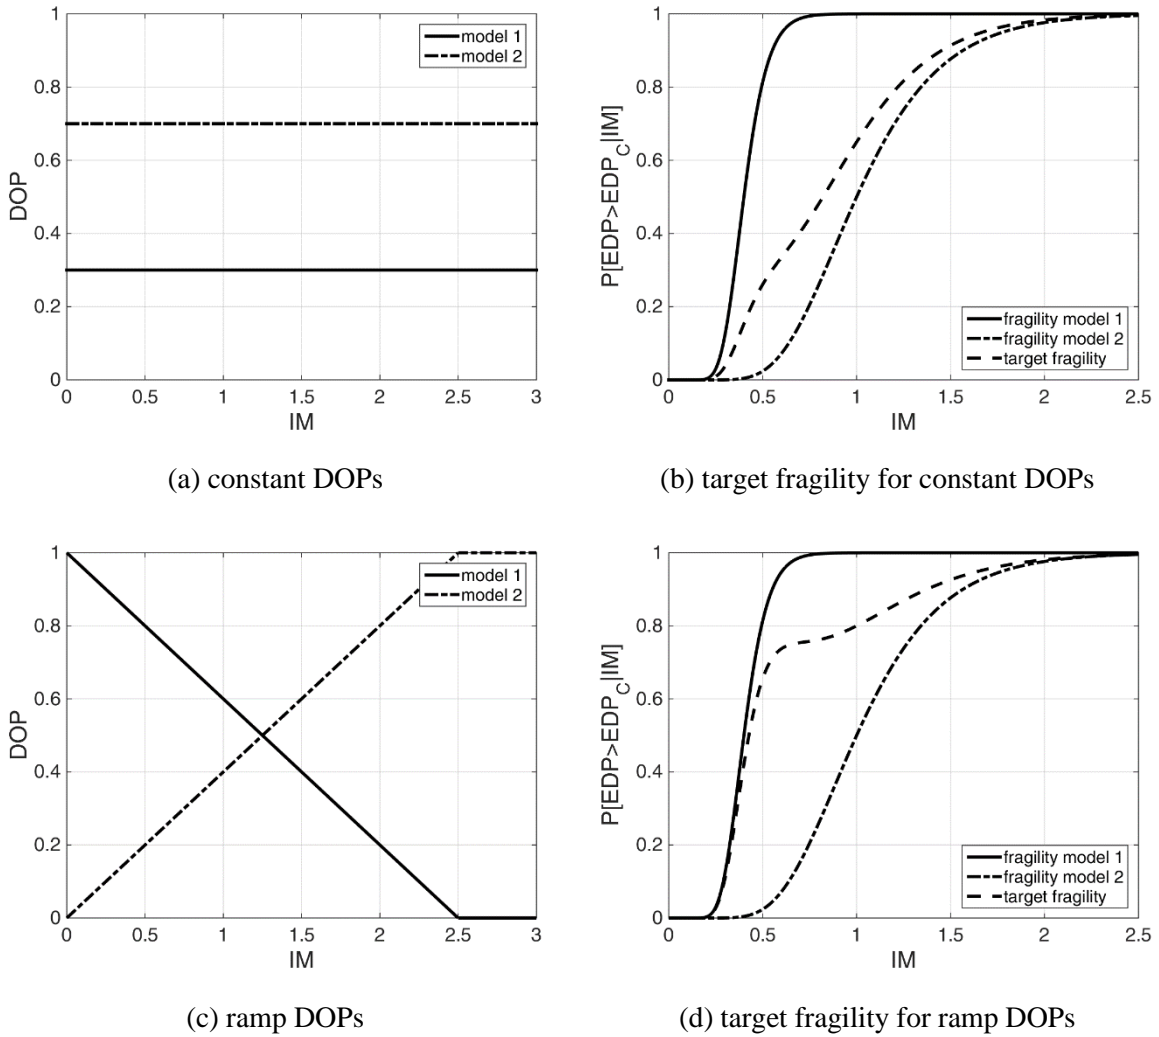 1
0.8
0.6
0.4
0.2
0
DOP
0 0.5 1 1.5 2 2.5 3
IM
model 1
model 2
(a) constant DOPs
1
0.8
0.6
0.4
0.2
0
P[EDP>EDP_C|IM]
0 0.5 1 1.5 2 2.5
IM
fragility model 1
fragility model 2
target fragility
(b) target fragility for constant DOPs
1
0.8
0.6
0.4
0.2
0
DOP
0 0.5 1 1.5 2 2.5 3
IM
model 1
model 2
(c) ramp DOPs
1
0.8
0.6
0.4
0.2
0
P[EDP>EDP_C|IM]
0 0.5 1 1.5 2 2.5
IM
fragility model 1
fragility model 2
target fragility
(d) target fragility for ramp DOPs